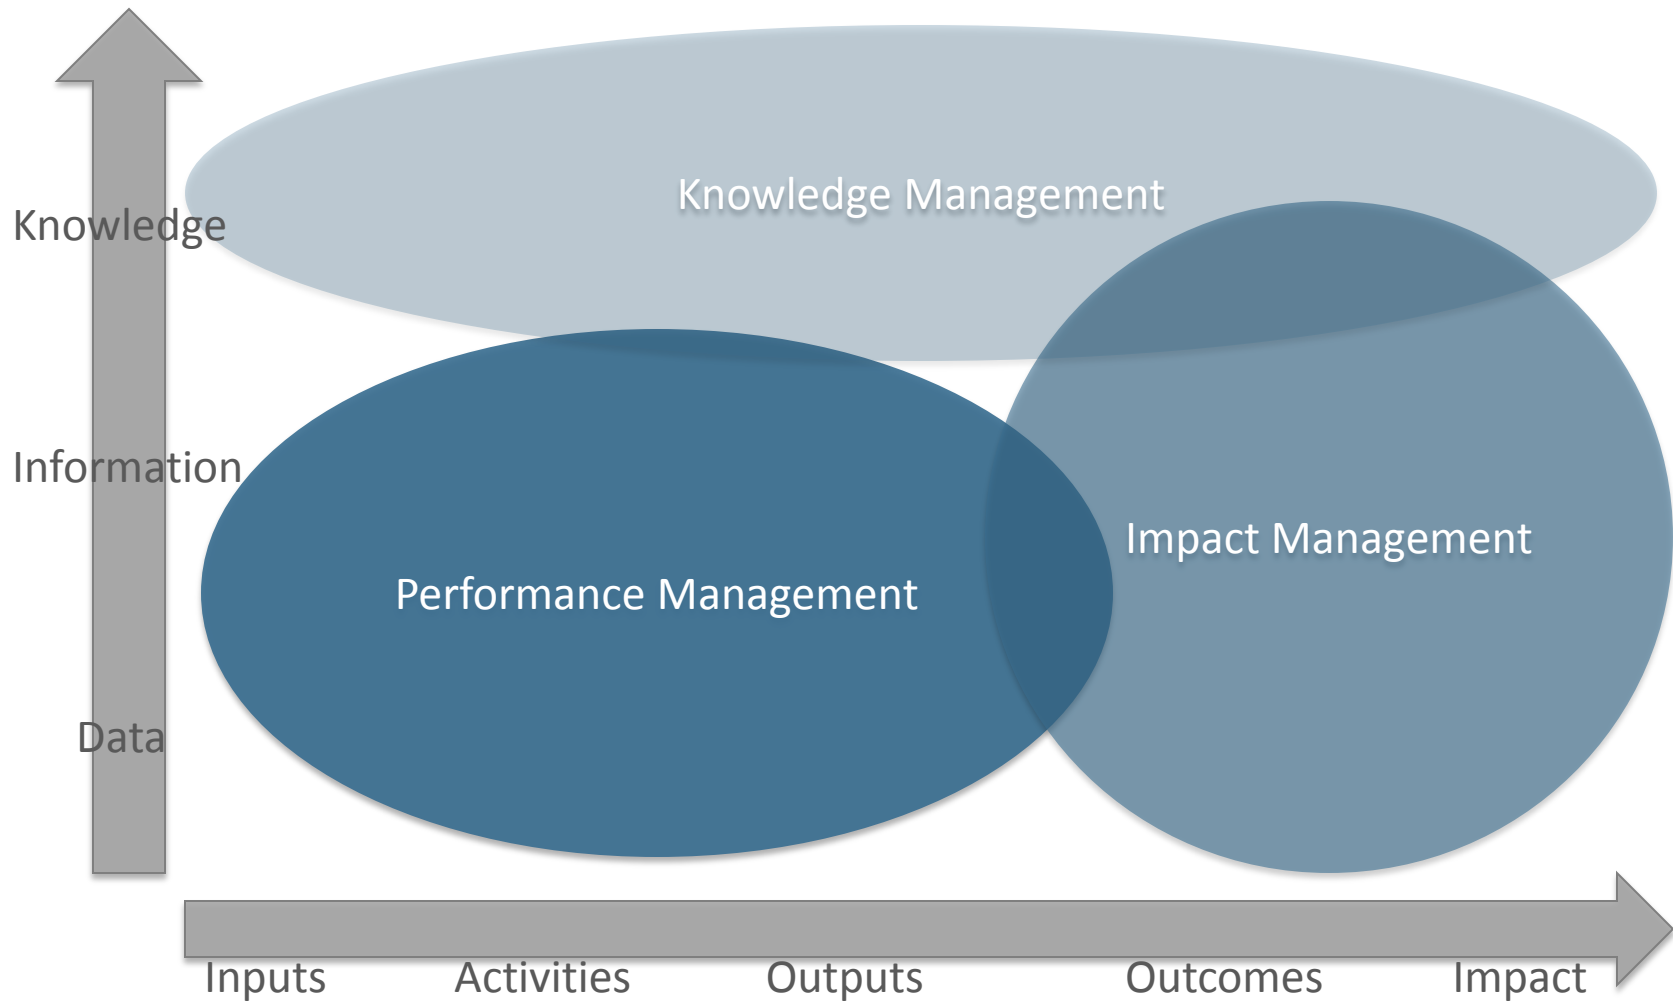 Knowledge Management
Knowledge
Information
Impact Management
Performance Management
Data
Inputs
Activities
Outputs
Outcomes
Impact